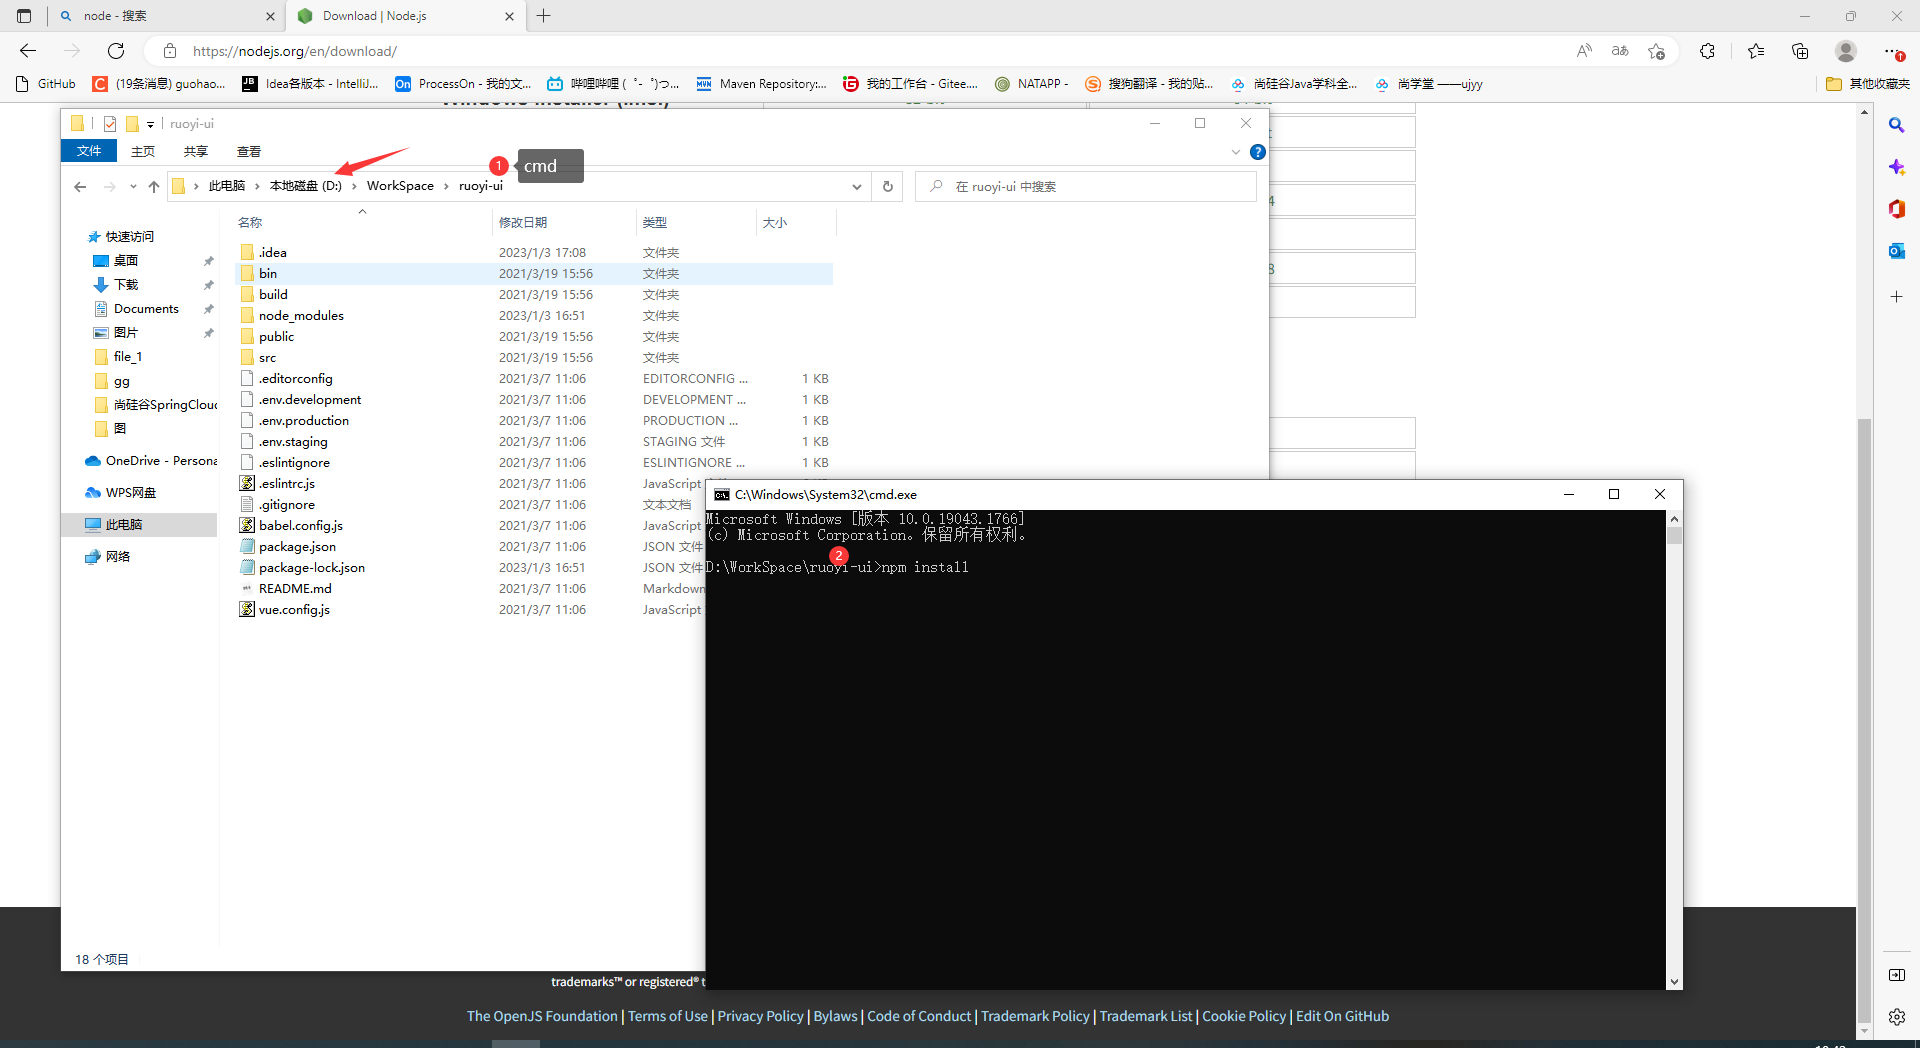 node - 搜索
Download | Node.js
https://nodejs.org/en/download/
GitHub
(19条消息) guohao...
Idea各版本 - IntelliJ...
ProcessOn - 我的文...
哔哩哔哩 ( ゜- ゜)つ...
Maven Repository:...
我的工作台 - Gitee....
NATAPP -
搜狗翻译 - 我的贴...
尚硅谷Java学科全...
尚学堂 ——ujyy
其他收藏夹
ruoyi-ui
文件 主页 共享 查看
1 cmd
此电脑 › 本地磁盘 (D:) › WorkSpace › ruoyi-ui
在 ruoyi-ui 中搜索
名称 修改日期 类型 大小
快速访问
桌面
下载
Documents
图片
file_1
gg
尚硅谷SpringCloud
图
OneDrive - Persona
WPS网盘
此电脑
网络
.idea 2023/1/3 17:08 文件夹
bin 2021/3/19 15:56 文件夹
build 2021/3/19 15:56 文件夹
node_modules 2023/1/3 16:51 文件夹
public 2021/3/19 15:56 文件夹
src 2021/3/19 15:56 文件夹
.editorconfig 2021/3/7 11:06 EDITORCONFIG ... 1 KB
.env.development 2021/3/7 11:06 DEVELOPMENT ... 1 KB
.env.production 2021/3/7 11:06 PRODUCTION ... 1 KB
.env.staging 2021/3/7 11:06 STAGING 文件 1 KB
.eslintignore 2021/3/7 11:06 ESLINTIGNORE ... 1 KB
.eslintrc.js 2021/3/7 11:06 JavaScript
.gitignore 2021/3/7 11:06 文本文档
babel.config.js 2021/3/7 11:06 JavaScript
package.json 2021/3/7 11:06 JSON 文件
package-lock.json 2023/1/3 16:51 JSON 文件
README.md 2021/3/7 11:06 Markdown
vue.config.js 2021/3/7 11:06 JavaScript
18 个项目
C:\Windows\System32\cmd.exe
Microsoft Windows [版本 10.0.19043.1766]
(c) Microsoft Corporation。保留所有权利。
2
D:\WorkSpace\ruoyi-ui>npm install
trademarks™ or registered® t
The OpenJS Foundation | Terms of Use | Privacy Policy | Bylaws | Code of Conduct | Trademark Policy | Trademark List | Cookie Policy | Edit On GitHub